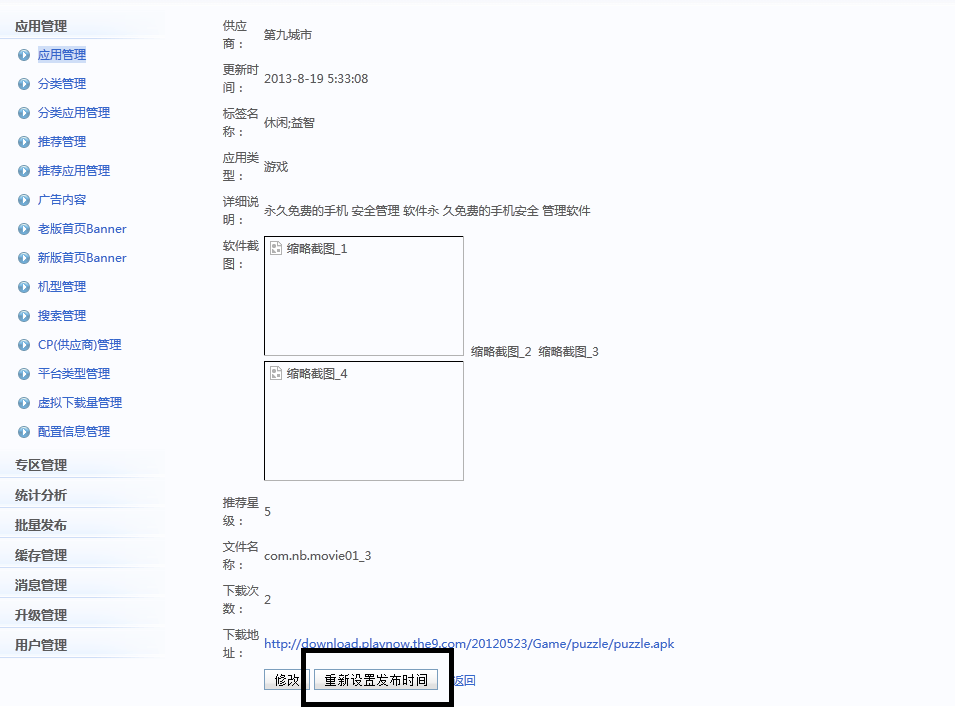 应用管理
应用管理
分类管理
分类应用管理
推荐管理
推荐应用管理
广告内容
老版首页Banner
新版首页Banner
机型管理
搜索管理
CP(供应商)管理
平台类型管理
虚拟下载量管理
配置信息管理
专区管理
统计分析
批量发布
缓存管理
消息管理
升级管理
用户管理
供应
商：
第九城市
更新时
间：
2013-8-19 5:33:08
标签名
称：
休闲;益智
应用类
型：
游戏
详细说
明：
永久免费的手机 安全管理 软件永 久免费的手机安全 管理软件
软件截
图：
缩略截图_1
缩略截图_2 缩略截图_3
缩略截图_4
推荐星
级：
5
文件名
称：
com.nb.movie01_3
下载次
数：
2
下载地
址：
http://download.playnow.the9.com/20120523/Game/puzzle/puzzle.apk
修改 重新设置发布时间 返回